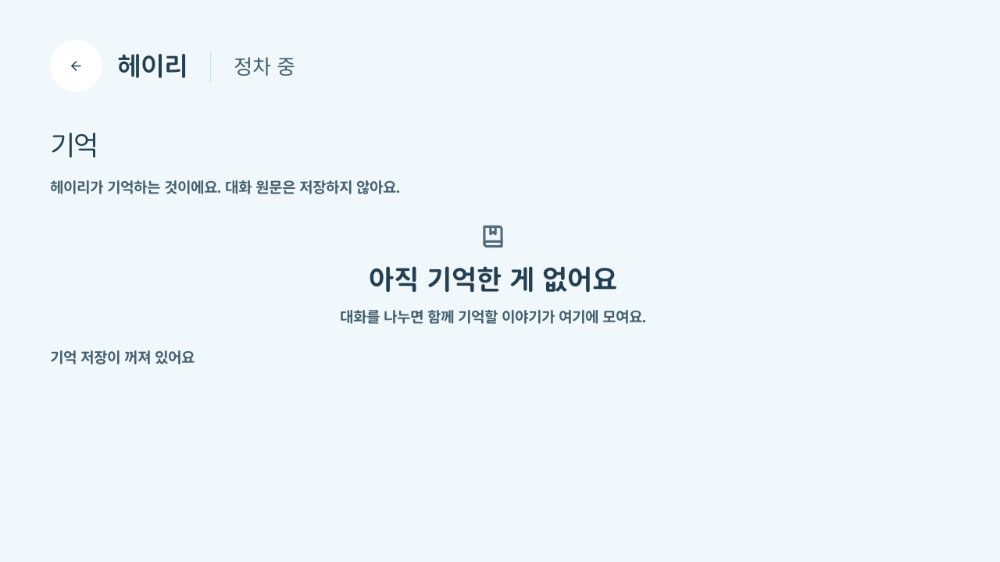 헤이리
정차 중
기억
헤이리가 기억하는 것이에요. 대화 원문은 저장하지 않아요.
아직 기억한 게 없어요
대화를 나누면 함께 기억할 이야기가 여기에 모여요.
기억 저장이 꺼져 있어요